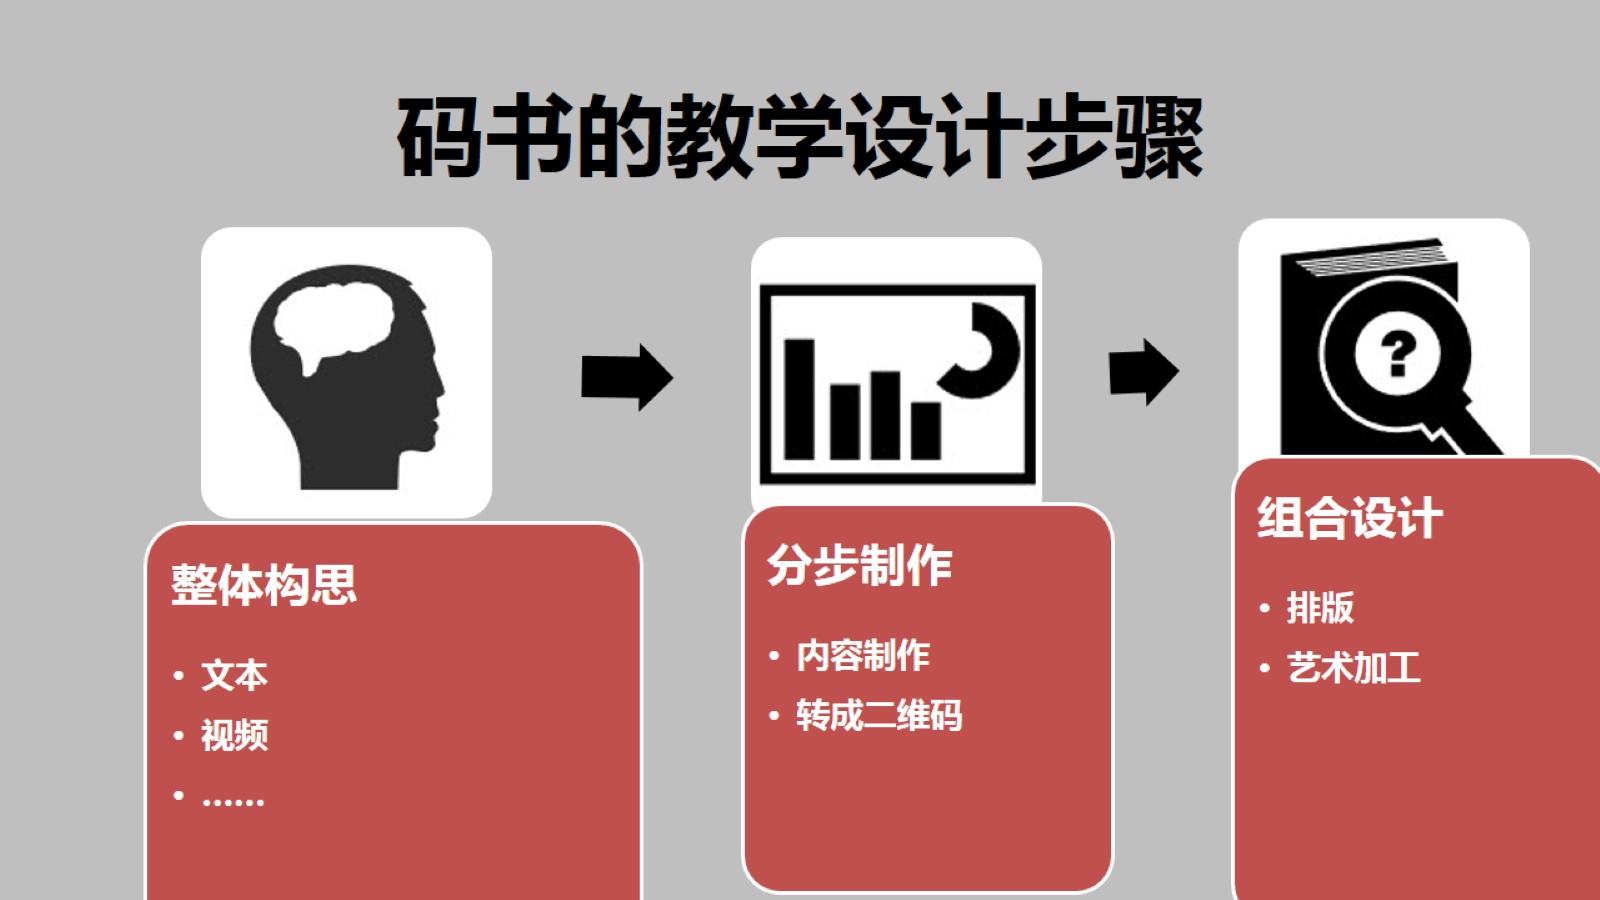 码书的教学设计步骤
?
整体构思
• 文本
• 视频
• ......
分步制作
• 内容制作
• 转成二维码
组合设计
• 排版
• 艺术加工